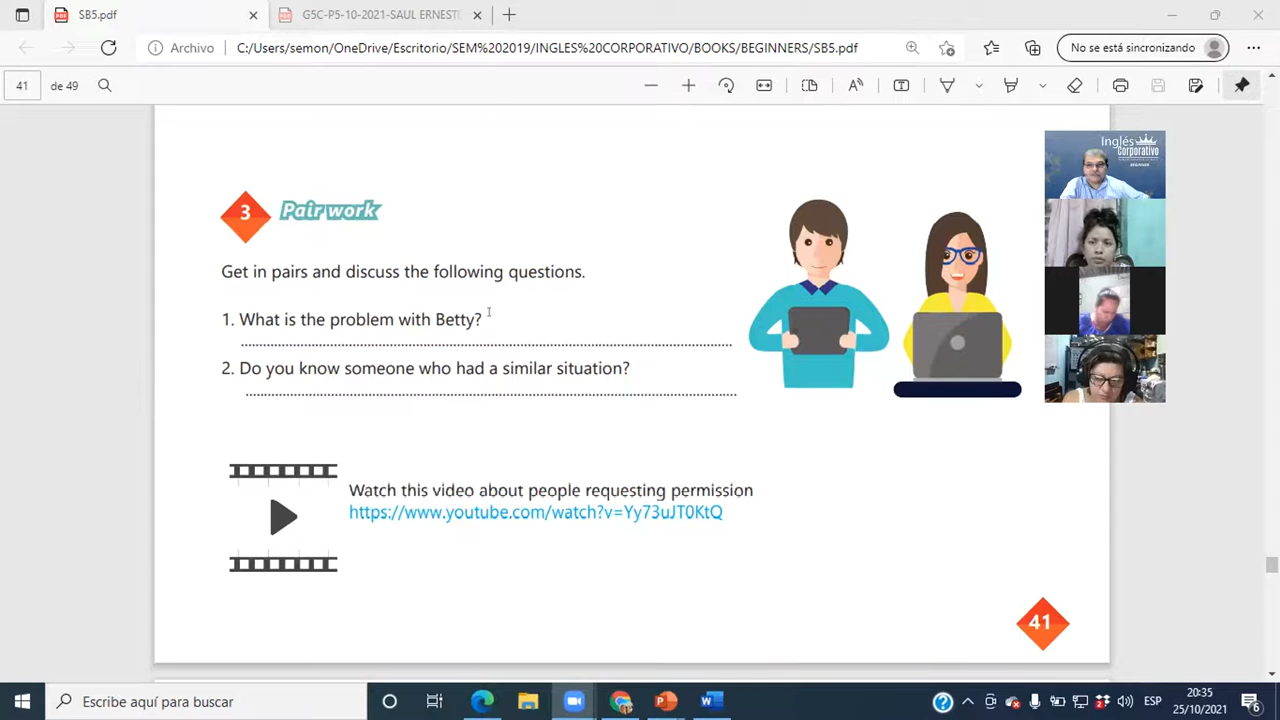 SB5.pdf
G5C-P5-10-2021-SAUL ERNEST
Archivo
C:/Users/semon/OneDrive/Escritorio/SEM%202019/INGLES%20CORPORATIVO/BOOKS/BEGINNERS/SB5.pdf
No se está sincronizando
41
de 49
Inglés
Corporativo
BEGINNER
3
Pair work
Get in pairs and discuss the following questions.
1. What is the problem with Betty?
2. Do you know someone who had a similar situation?
Watch this video about people requesting permission
https://www.youtube.com/watch?v=Yy73uJT0KtQ
41
Escribe aquí para buscar
ESP
20:35
25/10/2021
6